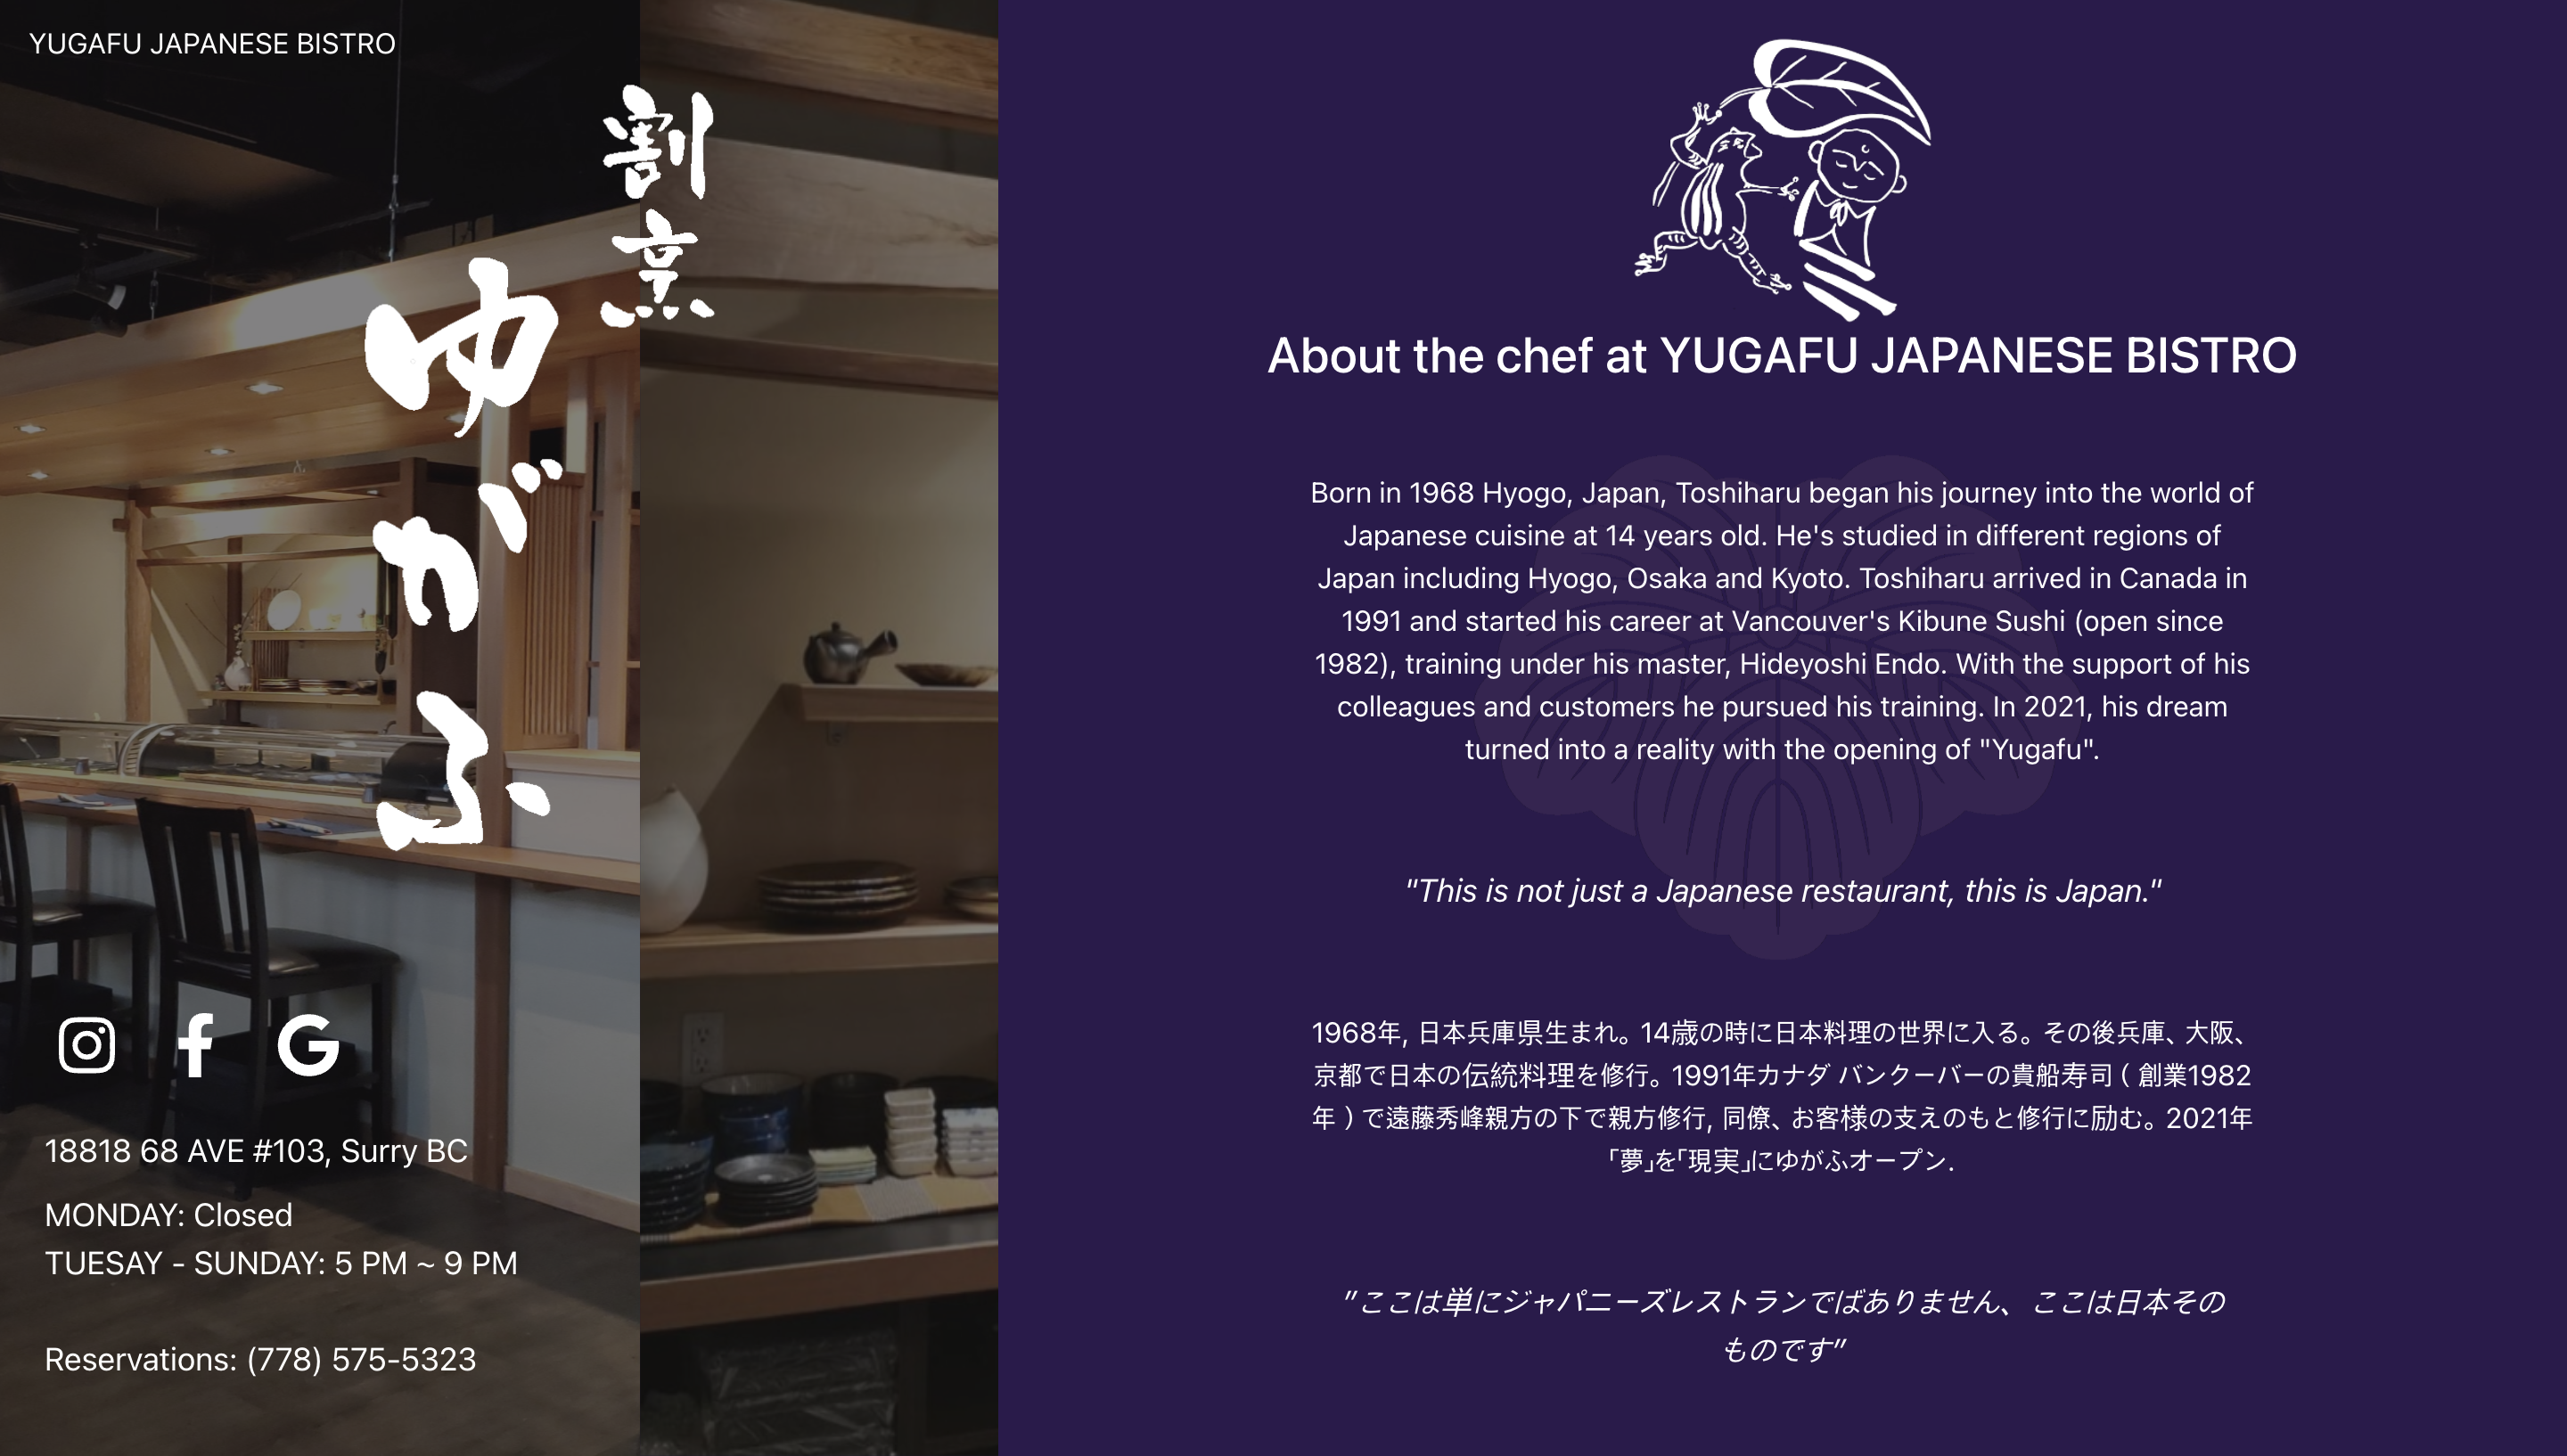 YUGAFU JAPANESE BISTRO
割烹
ゆがふ
18818 68 AVE #103, Surry BC
MONDAY: Closed
TUESAY - SUNDAY: 5 PM ~ 9 PM
Reservations: (778) 575-5323
About the chef at YUGAFU JAPANESE BISTRO
Born in 1968 Hyogo, Japan, Toshiharu began his journey into the world of
Japanese cuisine at 14 years old. He's studied in different regions of
Japan including Hyogo, Osaka and Kyoto. Toshiharu arrived in Canada in
1991 and started his career at Vancouver's Kibune Sushi (open since
1982), training under his master, Hideyoshi Endo. With the support of his
colleagues and customers he pursued his training. In 2021, his dream
turned into a reality with the opening of "Yugafu".
"This is not just a Japanese restaurant, this is Japan."
1968年, 日本兵庫県生まれ。14歳の時に日本料理の世界に入る。その後兵庫、大阪、
京都で日本の伝統料理を修行。1991年カナダ バンクーバーの貴船寿司 ( 創業1982
年 ) で遠藤秀峰親方の下で親方修行, 同僚、お客様の支えのもと修行に励む。2021年
「夢」を「現実」にゆがふオープン.
”ここは単にジャパニーズレストランでばありません、ここは日本その
ものです”